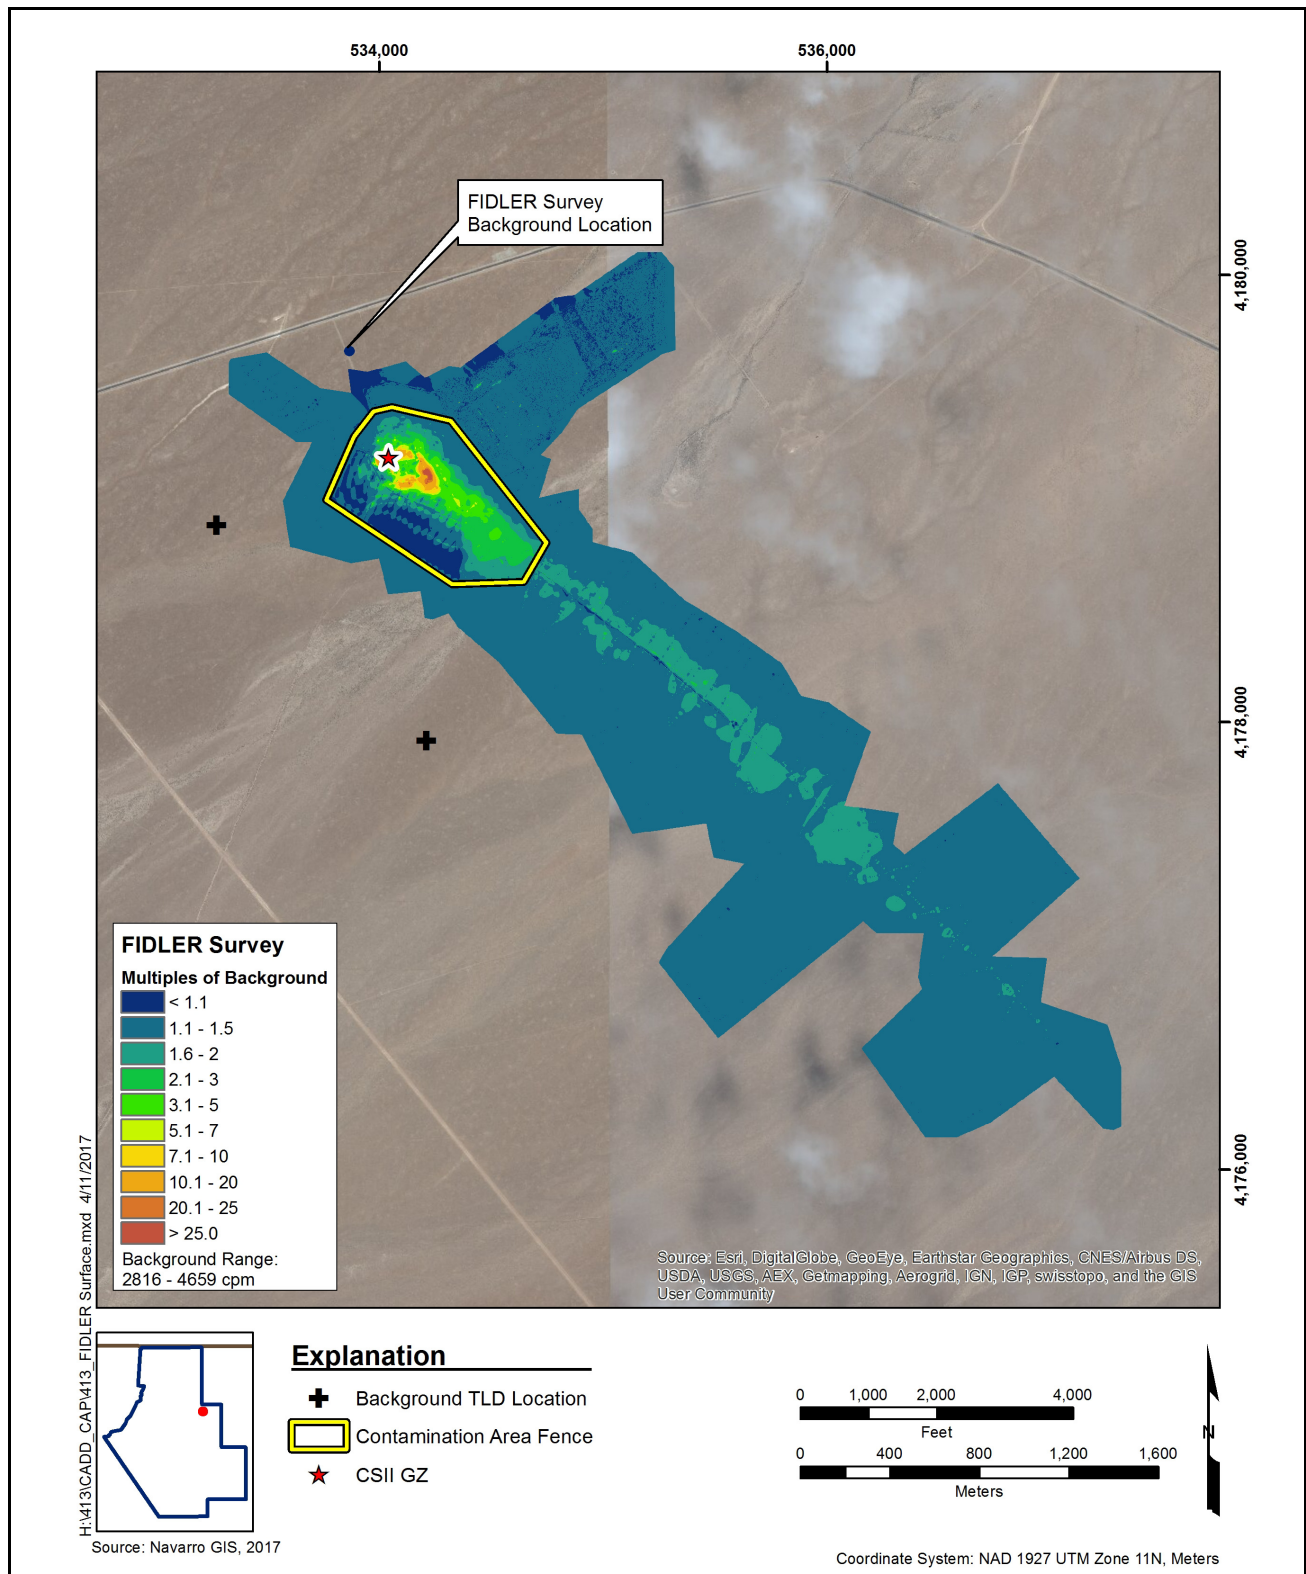 534,000
536,000
FIDLER Survey
Background Location
4,180,000
4,178,000
4,176,000
FIDLER Survey
Multiples of Background
< 1.1
1.1 - 1.5
1.6 - 2
2.1 - 3
3.1 - 5
5.1 - 7
7.1 - 10
10.1 - 20
20.1 - 25
> 25.0
Background Range:
2816 - 4659 cpm
Source: Esri, DigitalGlobe, GeoEye, Earthstar Geographics, CNES/Airbus DS,
USDA, USGS, AEX, Getmapping, Aerogrid, IGN, IGP, swisstopo, and the GIS
User Community
H:\413\CADD_CAP\413_FIDLER Surface.mxd 4/11/2017
Source: Navarro GIS, 2017
Explanation
Background TLD Location
Contamination Area Fence
CSII GZ
0 1,000 2,000 4,000
Feet
0 400 800 1,200 1,600
Meters
N
Coordinate System: NAD 1927 UTM Zone 11N, Meters